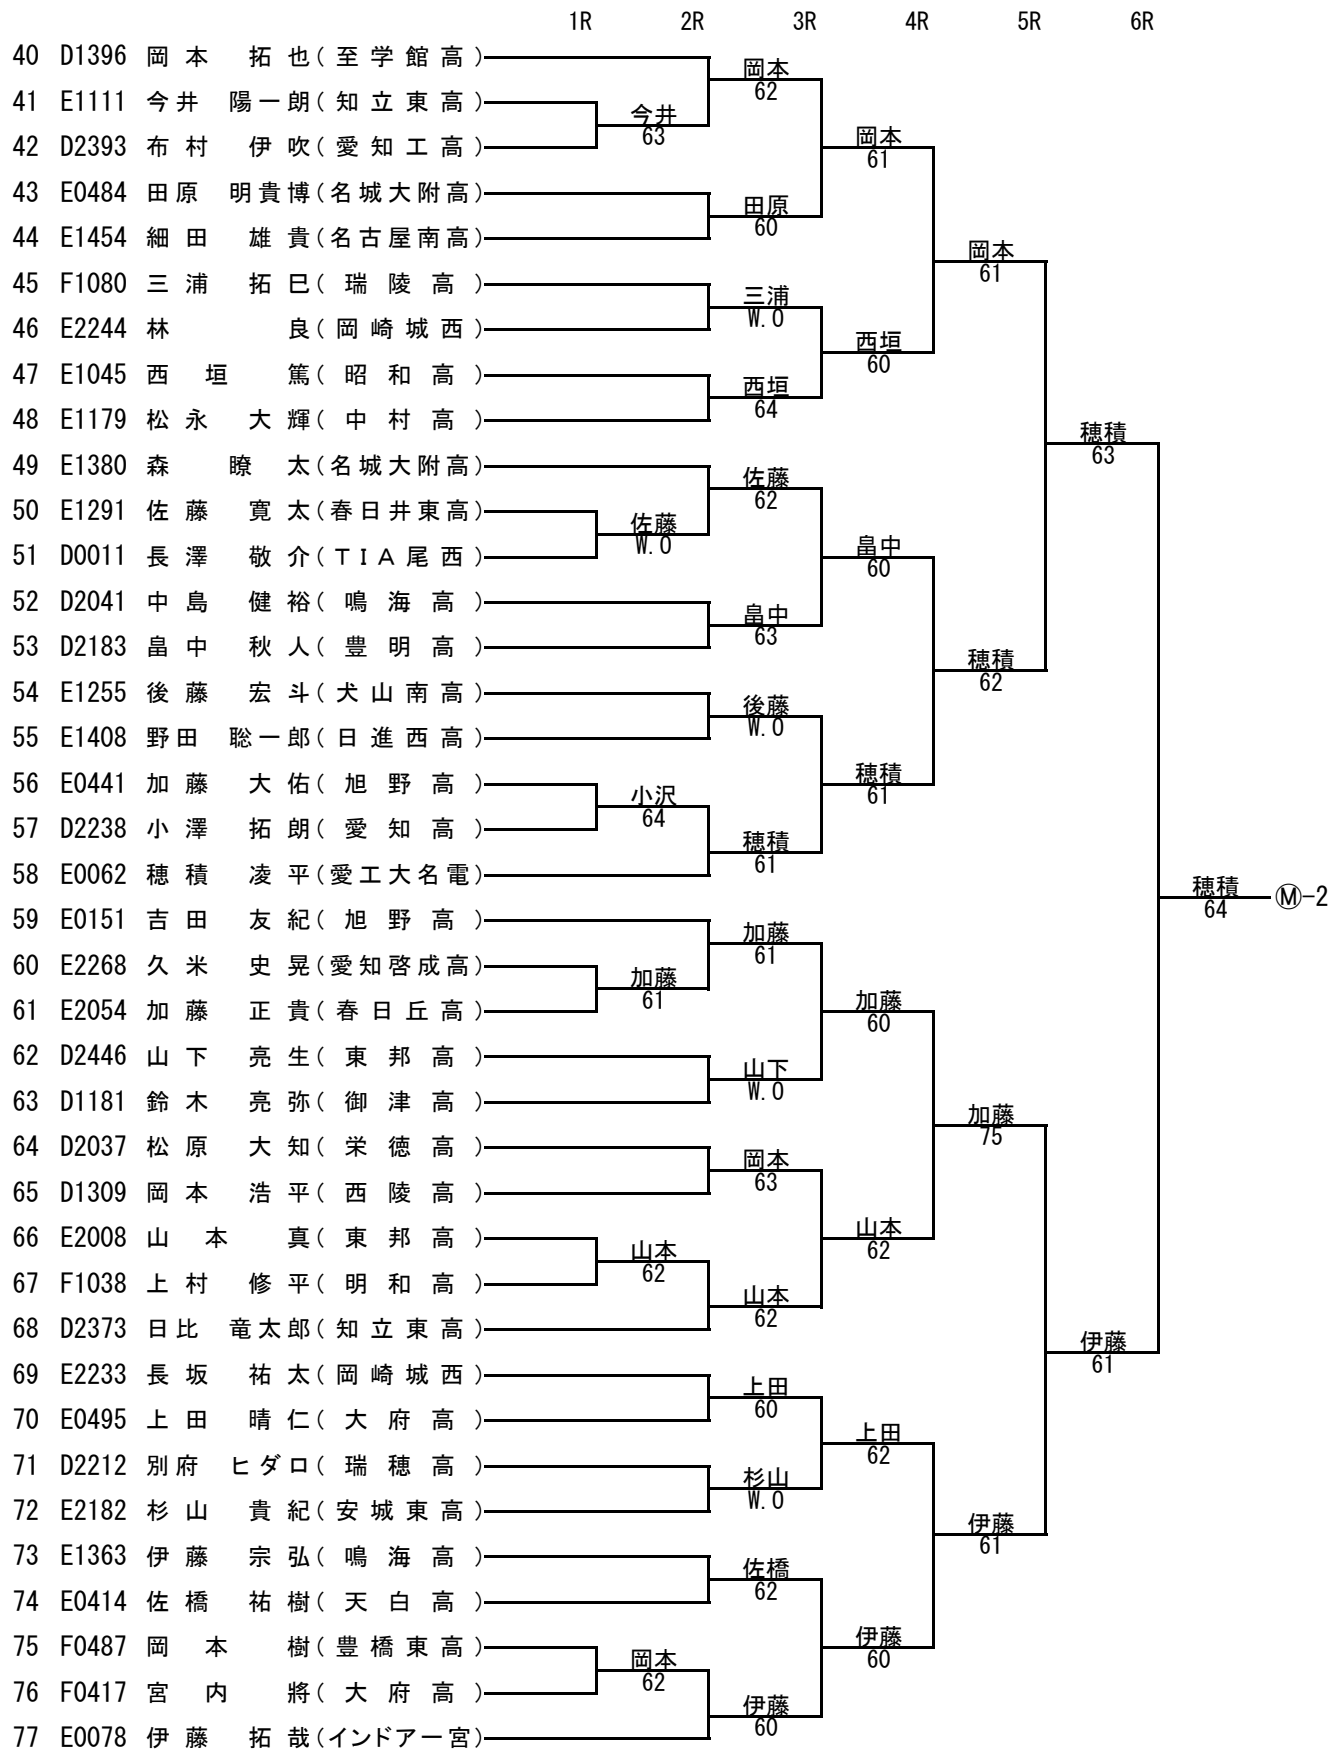 1R 2R 3R 4R 5R 6R
40 D1396 岡本 拓也(至学館高)
41 E1111 今井 陽一朗(知立東高)
42 D2393 布村 伊吹(愛知工高)
43 E0484 田原 明貴博(名城大附高)
44 E1454 細田 雄貴(名古屋南高)
45 F1080 三浦 拓巳(瑞陵高)
46 E2244 林 良(岡崎城西)
47 E1045 西垣 篤(昭和高)
48 E1179 松永 大輝(中村高)
49 E1380 森 瞭太(名城大附高)
50 E1291 佐藤 寛太(春日井東高)
51 D0011 長澤 敬介(TIA尾西)
52 D2041 中島 健裕(鳴海高)
53 D2183 畠中 秋人(豊明高)
54 E1255 後藤 宏斗(犬山南高)
55 E1408 野田 聡一郎(日進西高)
56 E0441 加藤 大佑(旭野高)
57 D2238 小澤 拓朗(愛知高)
58 E0062 穂積 凌平(愛工大名電)
59 E0151 吉田 友紀(旭野高)
60 E2268 久米 史晃(愛知啓成高)
61 E2054 加藤 正貴(春日丘高)
62 D2446 山下 亮生(東邦高)
63 D1181 鈴木 亮弥(御津高)
64 D2037 松原 大知(栄徳高)
65 D1309 岡本 浩平(西陵高)
66 E2008 山本 真(東邦高)
67 F1038 上村 修平(明和高)
68 D2373 日比 竜太郎(知立東高)
69 E2233 長坂 祐太(岡崎城西)
70 E0495 上田 晴仁(大府高)
71 D2212 別府 ヒダロ(瑞穂高)
72 E2182 杉山 貴紀(安城東高)
73 E1363 伊藤 宗弘(鳴海高)
74 E0414 佐橋 祐樹(天白高)
75 F0487 岡本 樹(豊橋東高)
76 F0417 宮内 將(大府高)
77 E0078 伊藤 拓哉(インドアー宮)
今井
63
佐藤
W.O
小沢
64
加藤
61
山本
62
岡本
62
岡本
62
田原
60
三浦
W.O
西垣
64
佐藤
62
畠中
63
後藤
W.O
穂積
61
加藤
61
山下
W.O
岡本
63
山本
62
上田
60
杉山
W.O
佐橋
62
伊藤
60
岡本
61
西垣
60
畠中
60
穂積
61
加藤
60
山本
62
上田
62
伊藤
60
岡本
61
穂積
62
加藤
75
伊藤
61
穂積
63
伊藤
61
穂積
64
Ⓜ-2